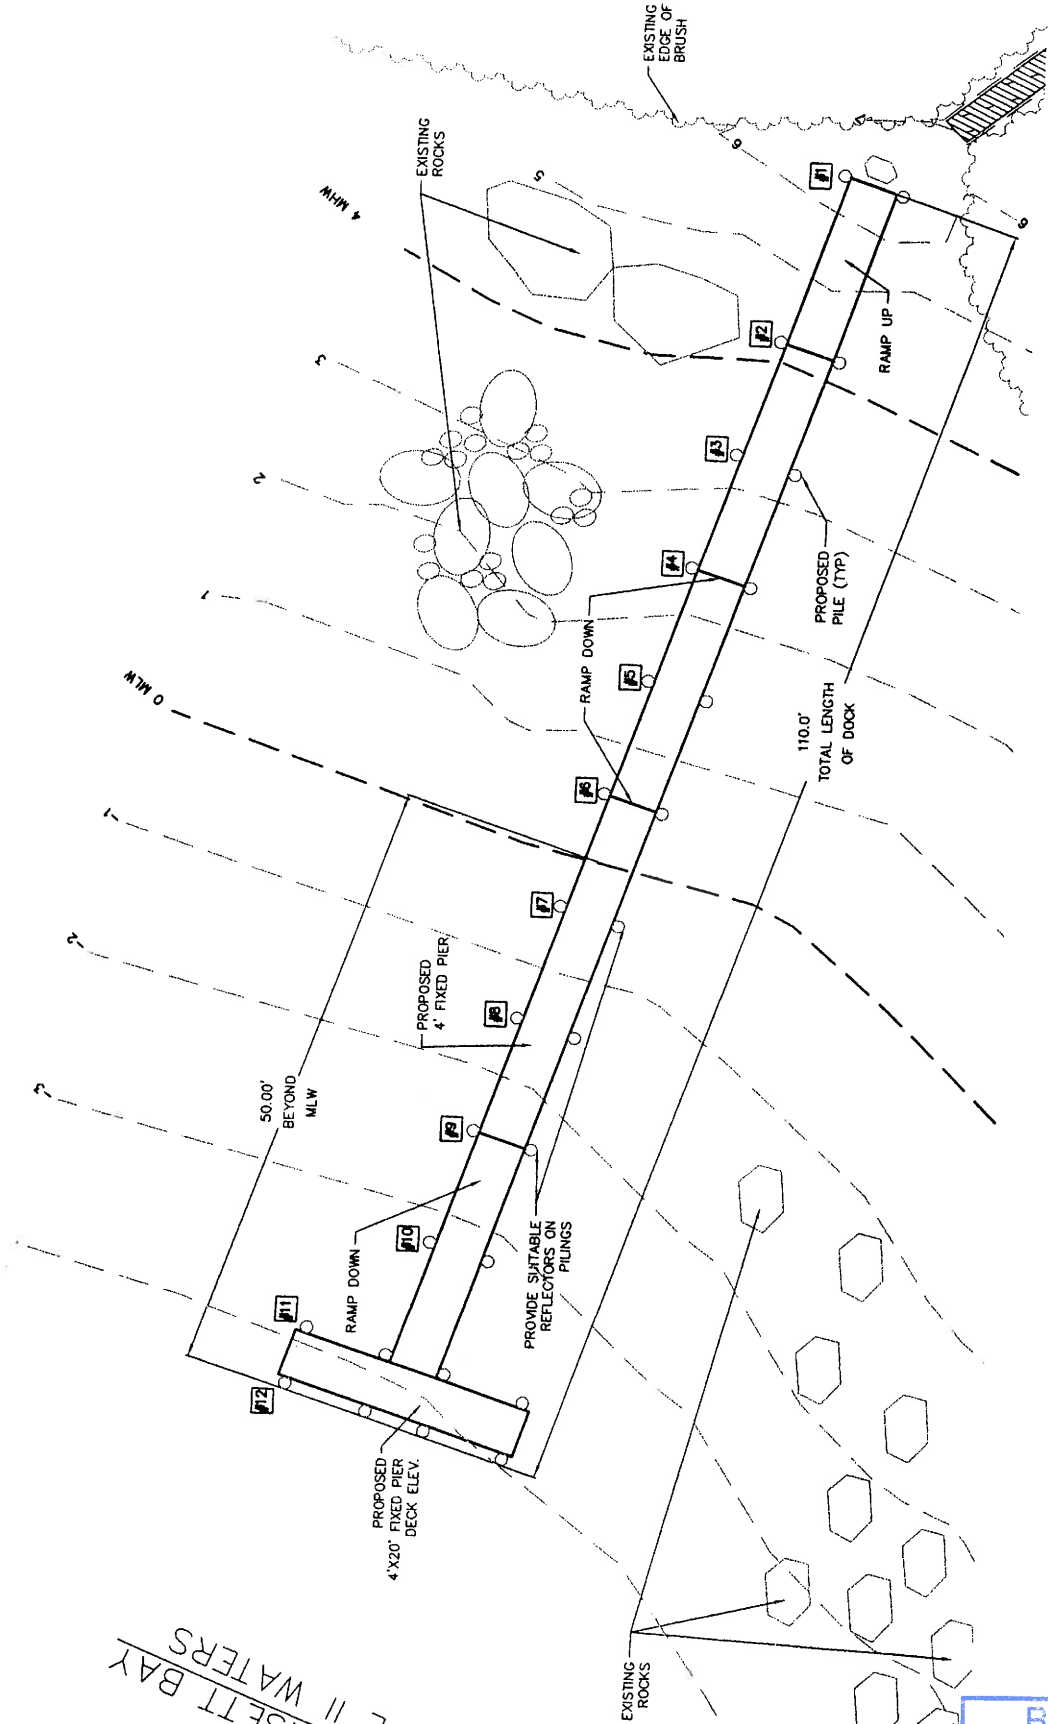 EXISTING
EDGE OF
BRUSH
EXISTING
ROCKS
4 MHW
5
6
6
3
2
1
0 MLW
-1
-2
-3
#1
#2
#3
#4
#5
#6
#7
#8
#9
#10
#11
#12
RAMP UP
PROPOSED
PILE (TYP)
RAMP DOWN
110.0'
TOTAL LENGTH
OF DOCK
PROPOSED
4' FIXED PIER
50.00'
BEYOND
MLW
RAMP DOWN
PROVIDE SUITABLE
REFLECTORS ON
PILINGS
PROPOSED
4'X20' FIXED PIER
DECK ELEV.
EXISTING
ROCKS
SETT BAY
II WATERS